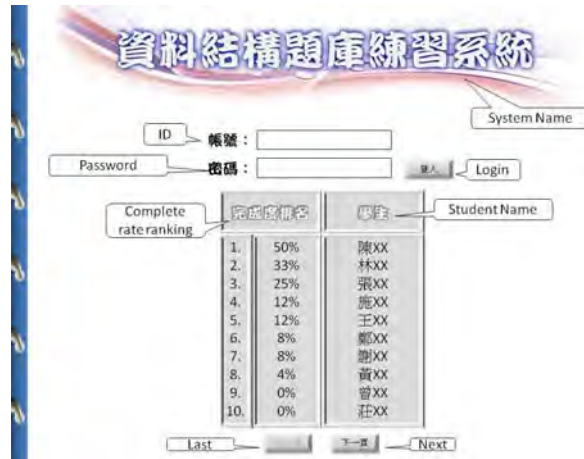 資料結構題庫練習系統
System Name
ID 帳號：
Password 密碼： 登入 Login
Complete rate ranking 完成度排名 學生 Student Name
1. 50% 陳XX
2. 33% 林XX
3. 25% 張XX
4. 12% 施XX
5. 12% 王XX
6. 8% 鄭XX
7. 8% 謝XX
8. 4% 黃XX
9. 0% 曾XX
10. 0% 莊XX
Last 下一頁 Next